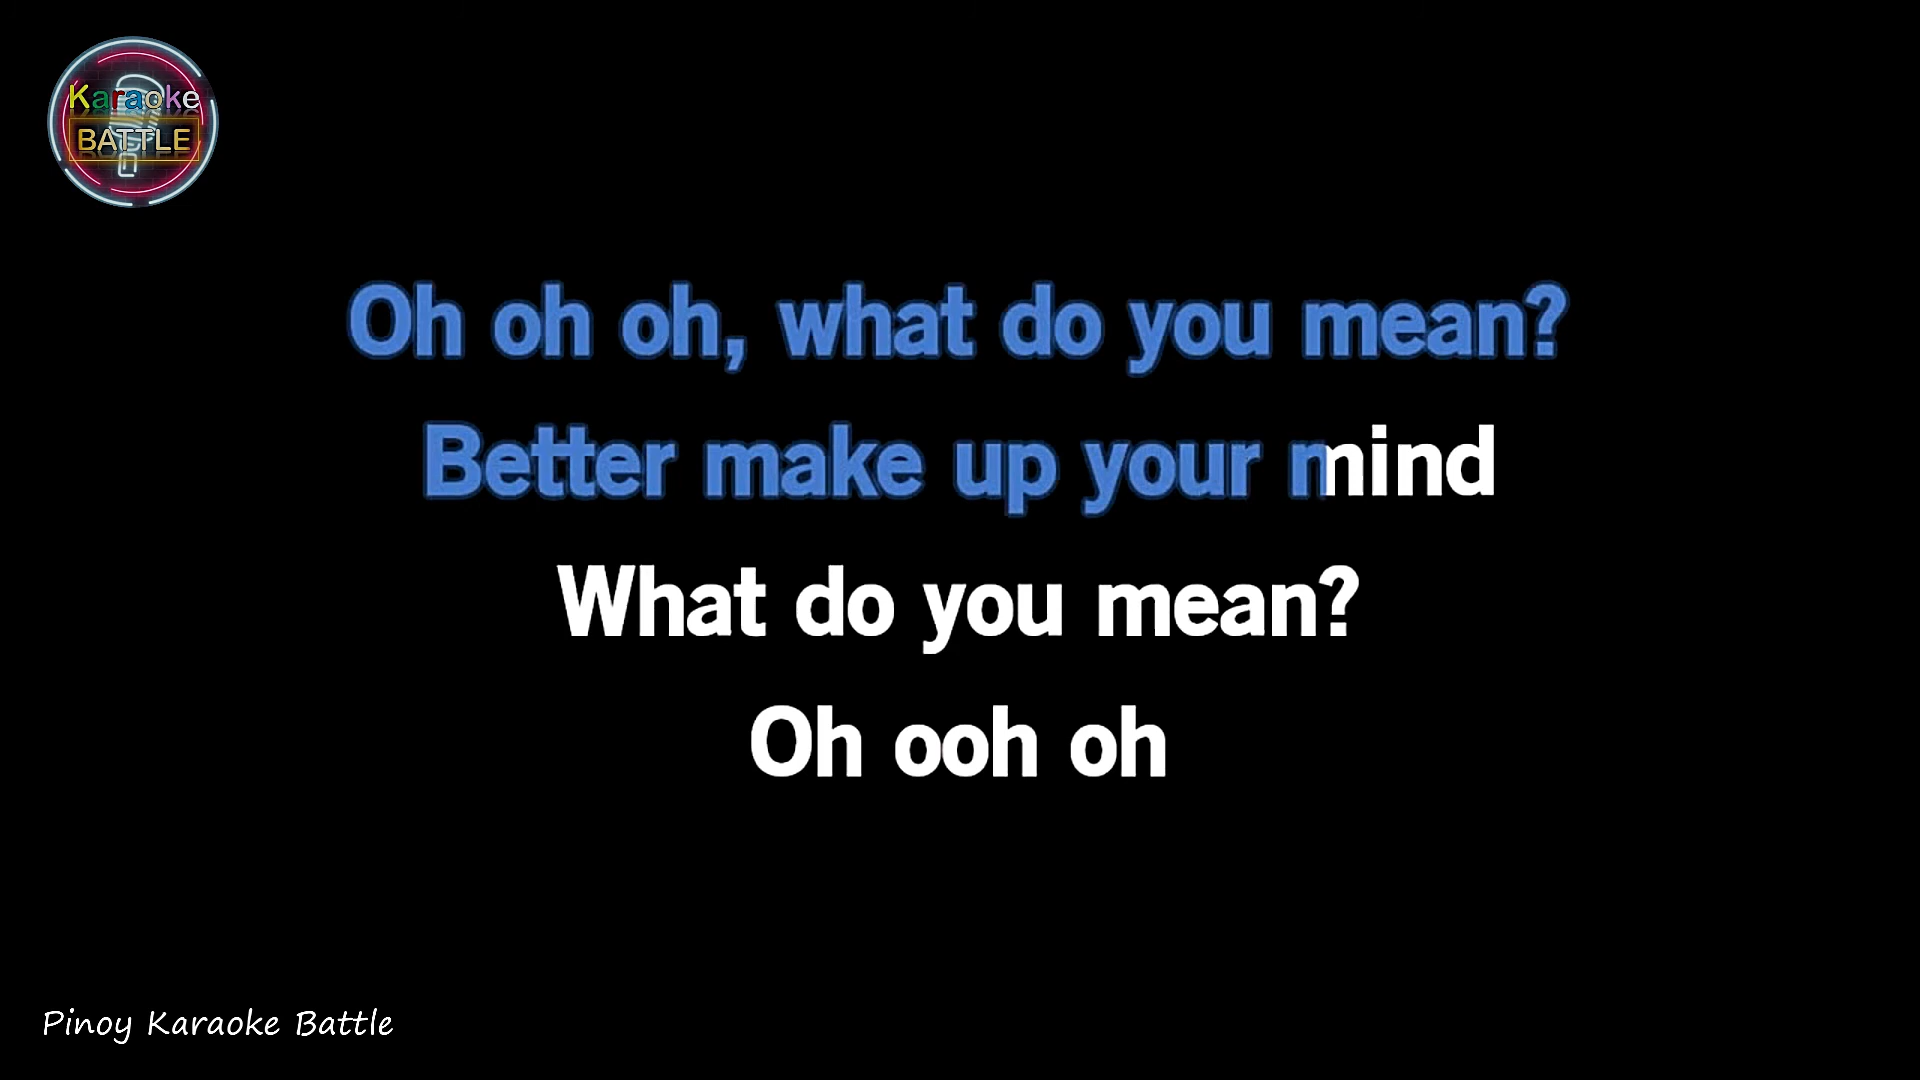 Karaoke
BATTLE
Oh oh oh, what do you mean?
Better make up your mind
What do you mean?
Oh ooh oh
Pinoy Karaoke Battle